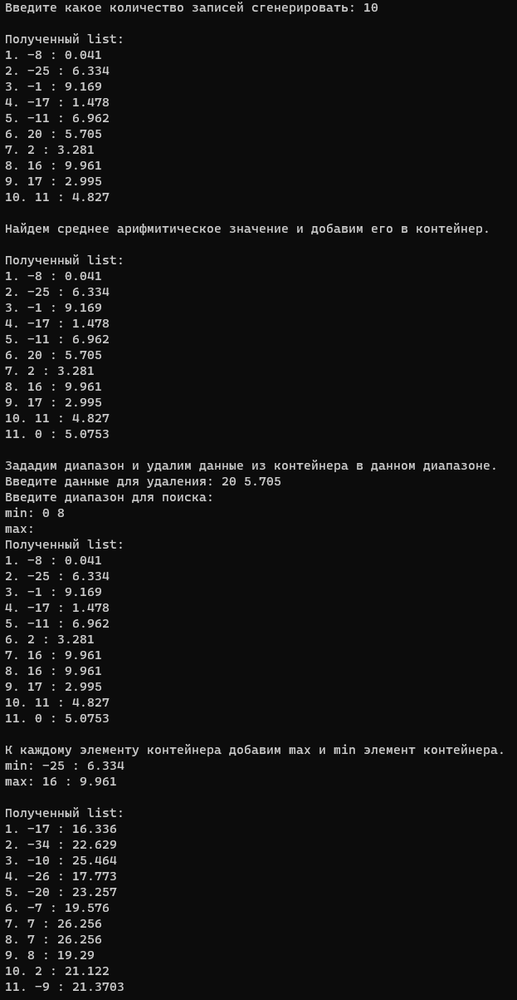 Введите какое количество записей сгенерировать: 10
Полученный list:
1. -8 : 0.041
2. -25 : 6.334
3. -1 : 9.169
4. -17 : 1.478
5. -11 : 6.962
6. 20 : 5.705
7. 2 : 3.281
8. 16 : 9.961
9. 17 : 2.995
10. 11 : 4.827
Найдем среднее арифмитическое значение и добавим его в контейнер.
Полученный list:
1. -8 : 0.041
2. -25 : 6.334
3. -1 : 9.169
4. -17 : 1.478
5. -11 : 6.962
6. 20 : 5.705
7. 2 : 3.281
8. 16 : 9.961
9. 17 : 2.995
10. 11 : 4.827
11. 0 : 5.0753
Зададим диапазон и удалим данные из контейнера в данном диапазоне.
Введите данные для удаления: 20 5.705
Введите диапазон для поиска:
min: 0 8
max:
Полученный list:
1. -8 : 0.041
2. -25 : 6.334
3. -1 : 9.169
4. -17 : 1.478
5. -11 : 6.962
6. 2 : 3.281
7. 16 : 9.961
8. 16 : 9.961
9. 17 : 2.995
10. 11 : 4.827
11. 0 : 5.0753
К каждому элементу контейнера добавим max и min элемент контейнера.
min: -25 : 6.334
max: 16 : 9.961
Полученный list:
1. -17 : 16.336
2. -34 : 22.629
3. -10 : 25.464
4. -26 : 17.773
5. -20 : 23.257
6. -7 : 19.576
7. 7 : 26.256
8. 7 : 26.256
9. 8 : 19.29
10. 2 : 21.122
11. -9 : 21.3703